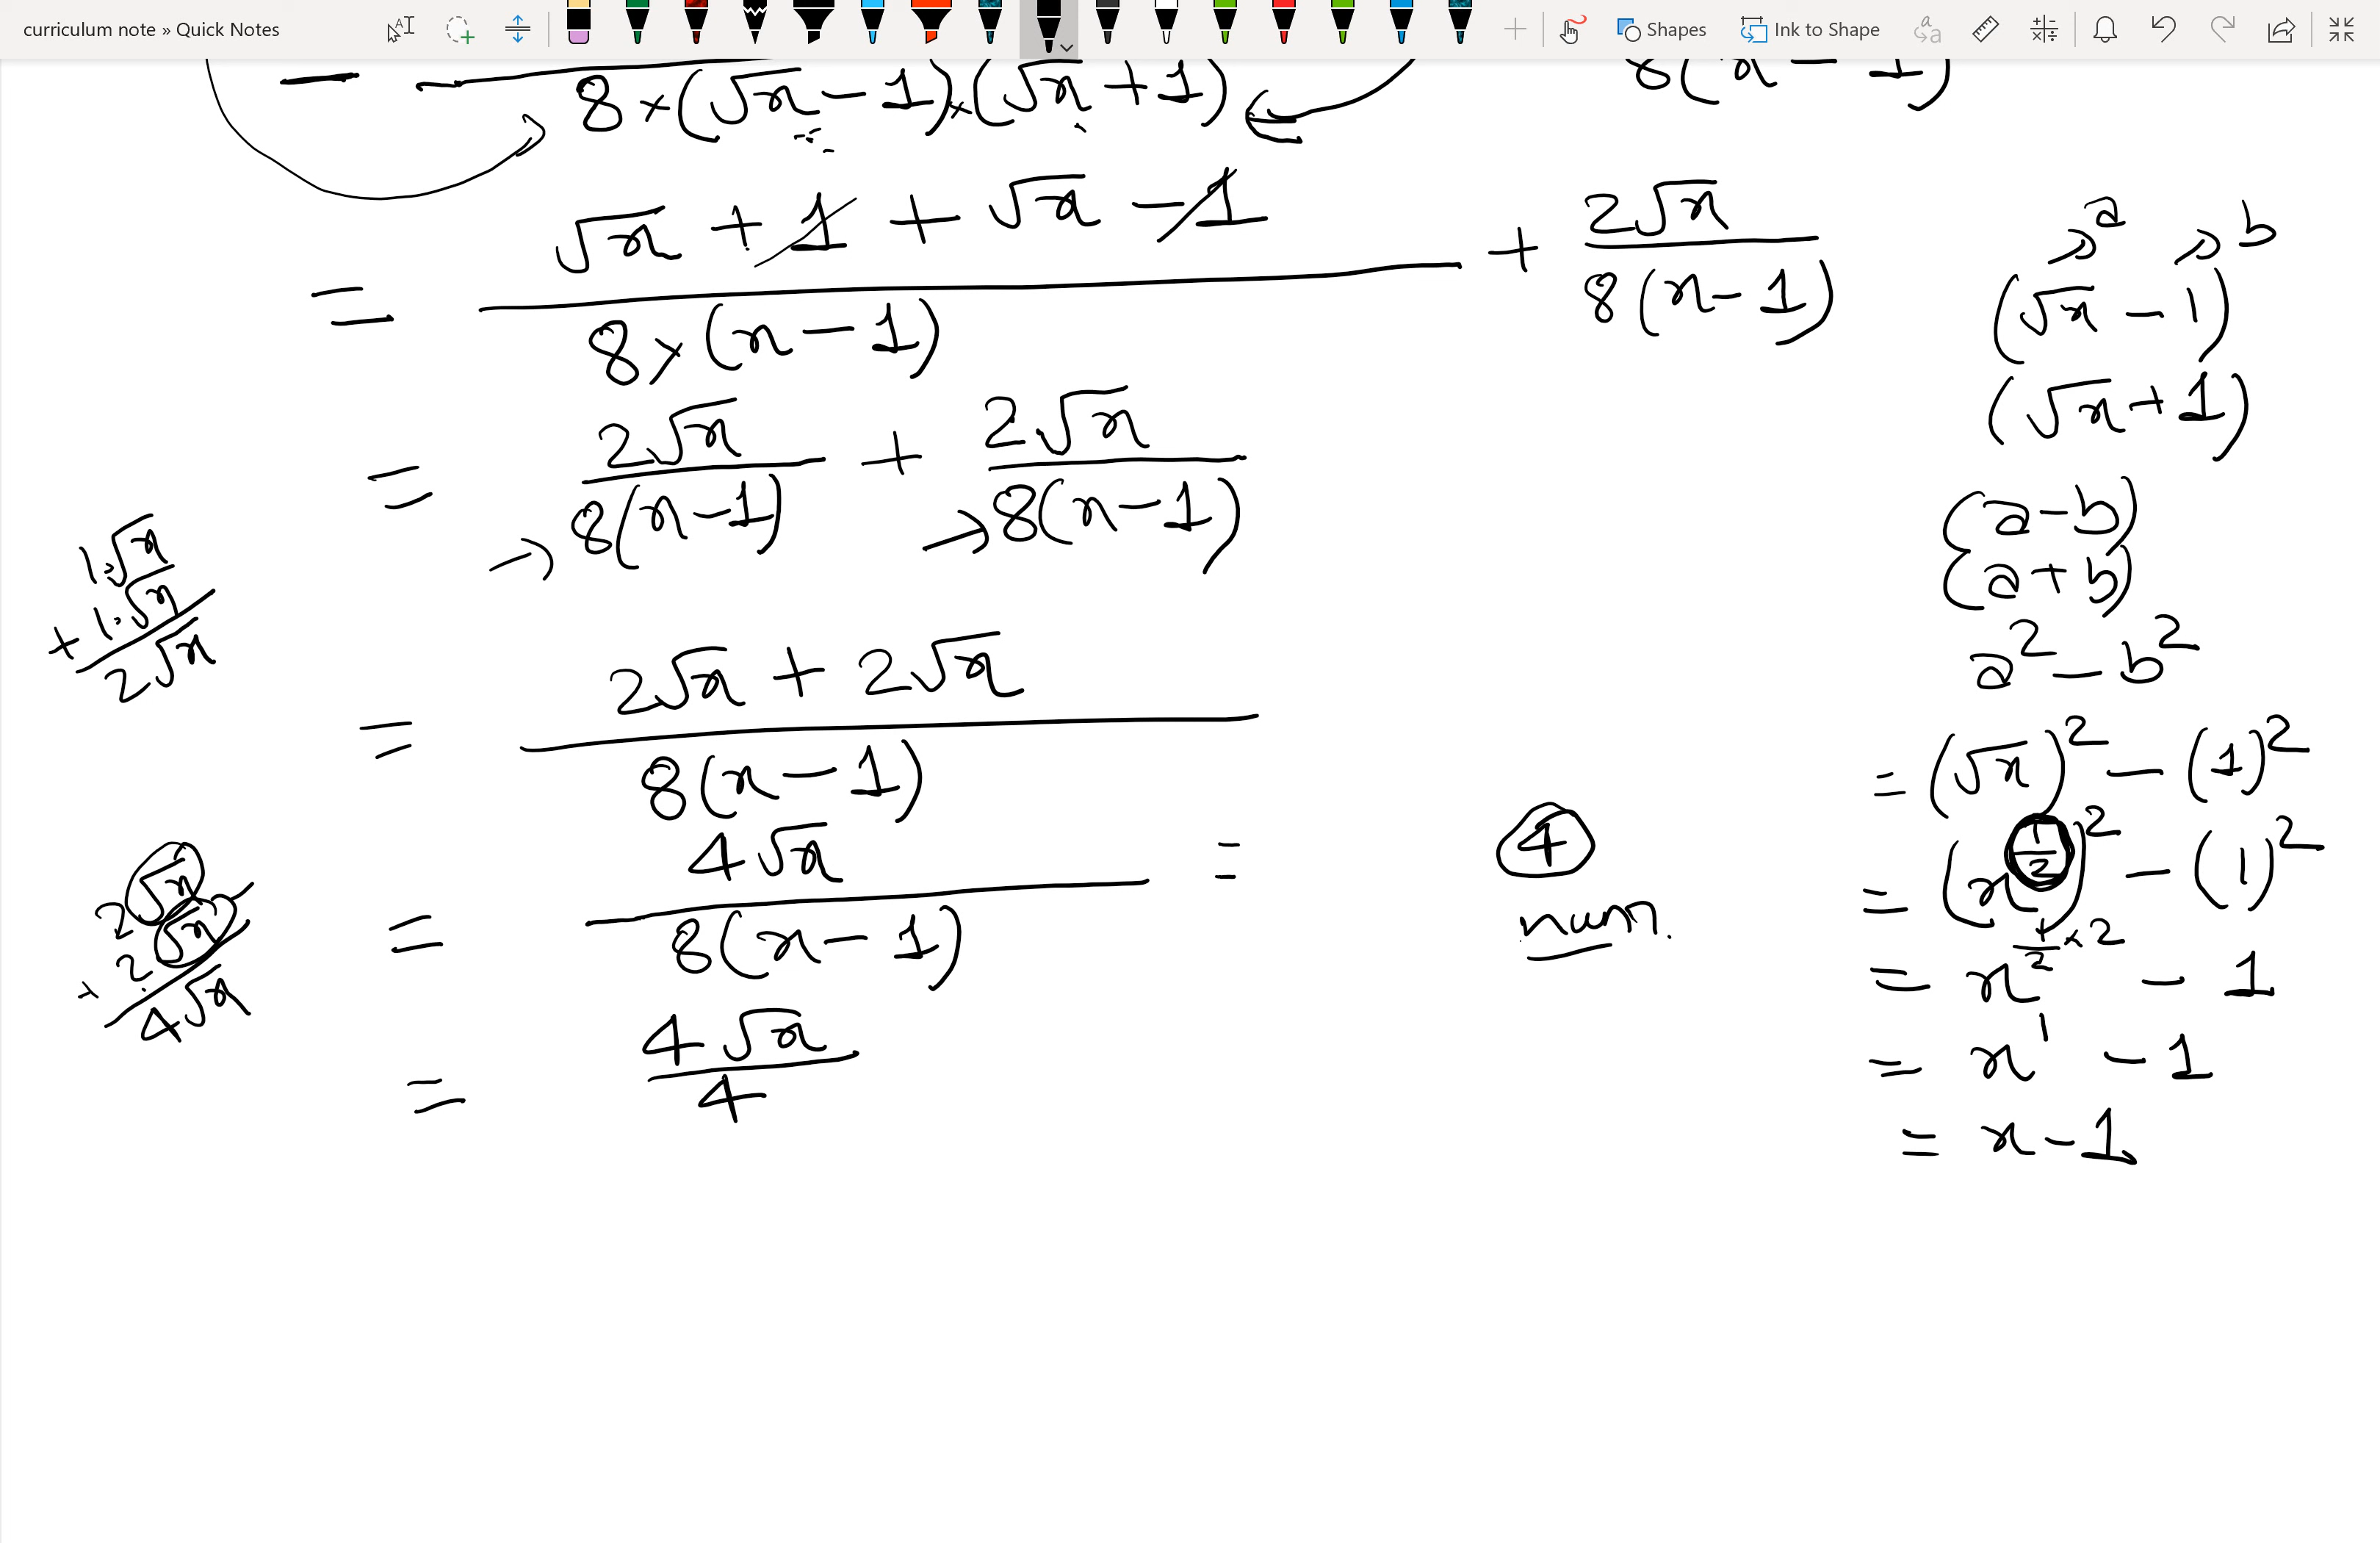 curriculum note » Quick Notes
Shapes
Ink to Shape
= 8×(√x-1)×(√x+1)
8(x-1)
= √x + 1 + √x - 1 / 8×(x-1) + 2√x / 8(x-1)
= 2√x / 8(x-1) + 2√x / 8(x-1)
= 2√x + 2√x / 8(x-1)
= 4√x / 8(x-1) =
= 4√x / 4
1.√x
+ 1.√x
2√x
2√x
+ 2.√x
4√x
4
num.
a b
(√x - 1)
(√x + 1)
(a-b)
(a+b)
a² - b²
= (√x)² - (1)²
= (x^1/2)² - (1)²
= x^1/2×2 - 1
= x^1 - 1
= x - 1